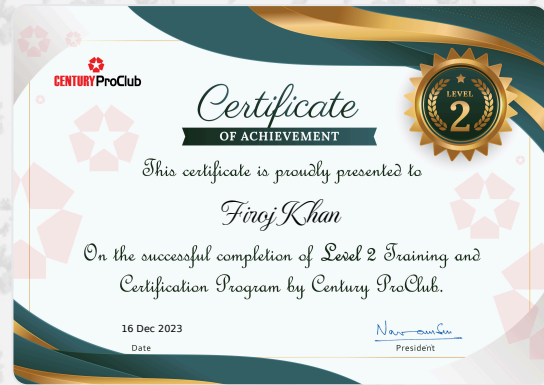 CENTURY ProClub
LEVEL
2
Certificate
OF ACHIEVEMENT
This certificate is proudly presented to
Firoj Khan
On the successful completion of Level 2 Training and
Certification Program by Century ProClub.
16 Dec 2023
Date
President